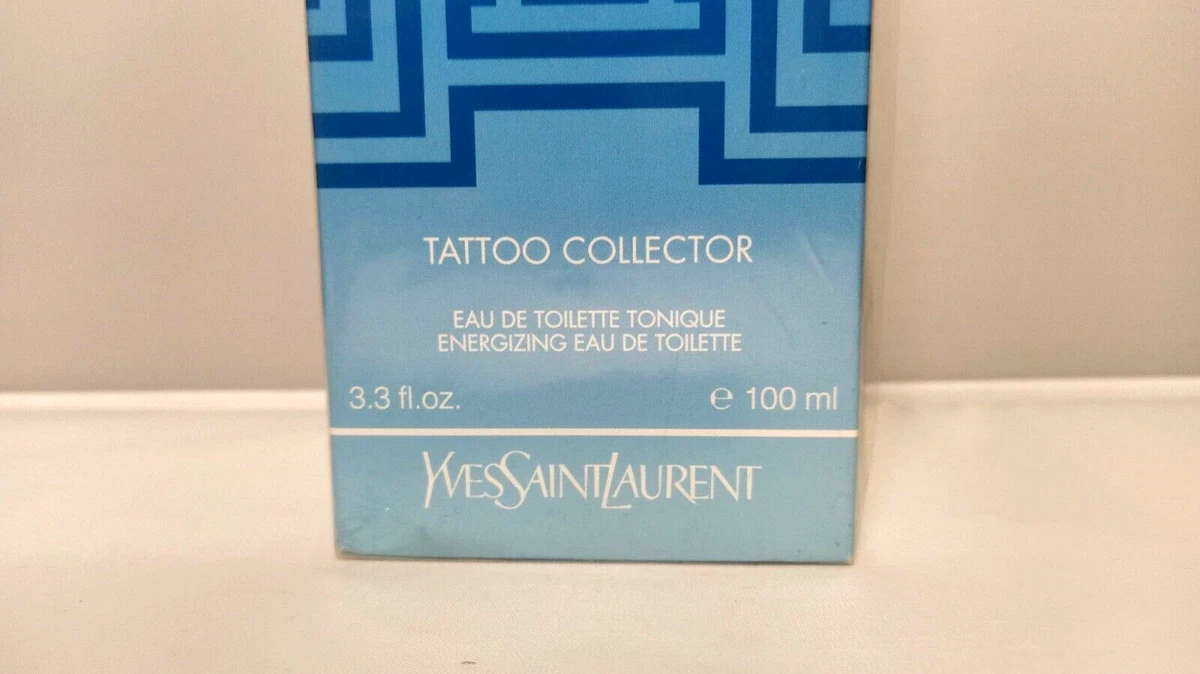 TATTOO COLLECTOR
EAU DE TOILETTE TONIQUE
ENERGIZING EAU DE TOILETTE
3.3 fl.oz. ℮ 100 ml
YVESSAINTLAURENT